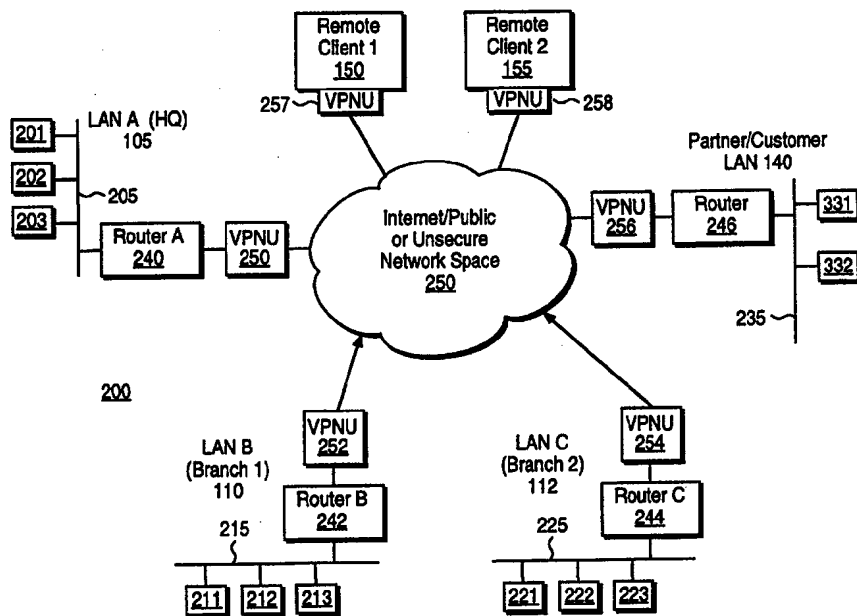 Remote
Client 1
150
VPNU
257
Remote
Client 2
155
VPNU
258
LAN A (HQ)
105
201
202
203
205
Router A
240
VPNU
250
Internet/Public
or Unsecure
Network Space
250
Partner/Customer
LAN 140
VPNU
256
Router
246
331
332
235
200
LAN B
(Branch 1)
110
VPNU
252
Router B
242
215
211
212
213
LAN C
(Branch 2)
112
VPNU
254
Router C
244
225
221
222
223